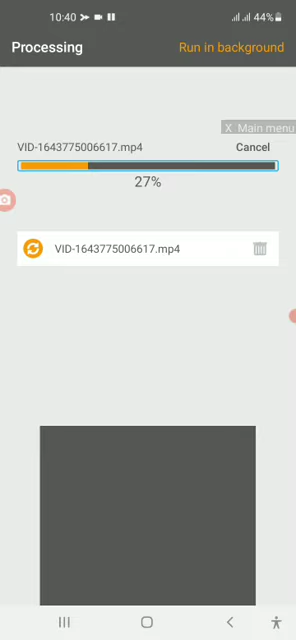 10:40
44%
Processing
Run in background
X Main menu
VID-1643775006617.mp4
Cancel
27%
VID-1643775006617.mp4